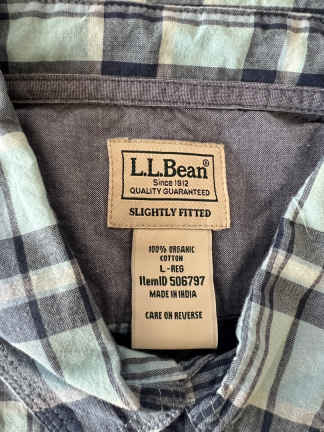 L.L.Bean®
Since 1912
QUALITY GUARANTEED
SLIGHTLY FITTED
100% ORGANIC
COTTON
L - REG
ItemID 506797
MADE IN INDIA
CARE ON REVERSE